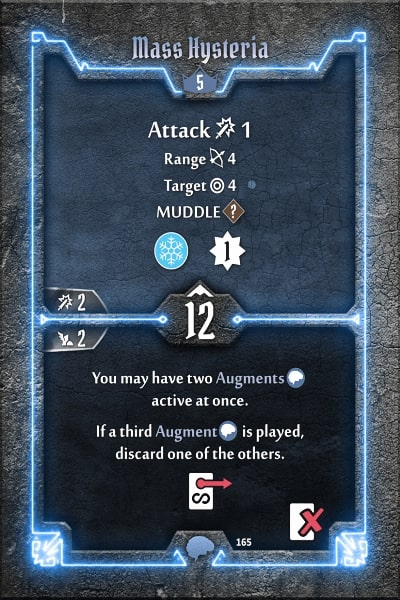 Mass Hysteria
5
Attack 1
Range 4
Target 4
MUDDLE ?
1
2
12
2
You may have two Augments
active at once.
If a third Augment is played,
discard one of the others.
165